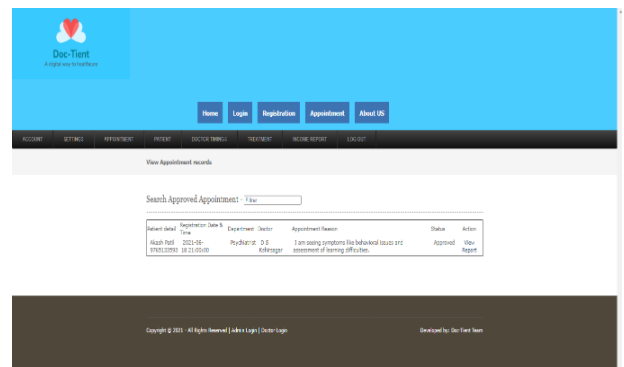 Doc-Tient
A digital way to healthcare
Home Login Registration Appointment About US
ACCOUNT SETTINGS APPOINTMENT PATIENT DOCTOR TIMINGS TREATMENT INCOME REPORT LOG OUT
View Appointment records
Search Approved Appointment - Filter
Patient detail Registration Date & Time Department Doctor Appointment Reason Status Action
Akash Patil 2021-06- Psychiatrist D B I am seeing symptoms like behavioral issues and Approved View
18 21:00:00 Kshirsagar assessment of learning difficulties. Report
Copyright @ 2021 - All Rights Reserved | Admin Login | Doctor Login Developed by: Doc-Tient Team